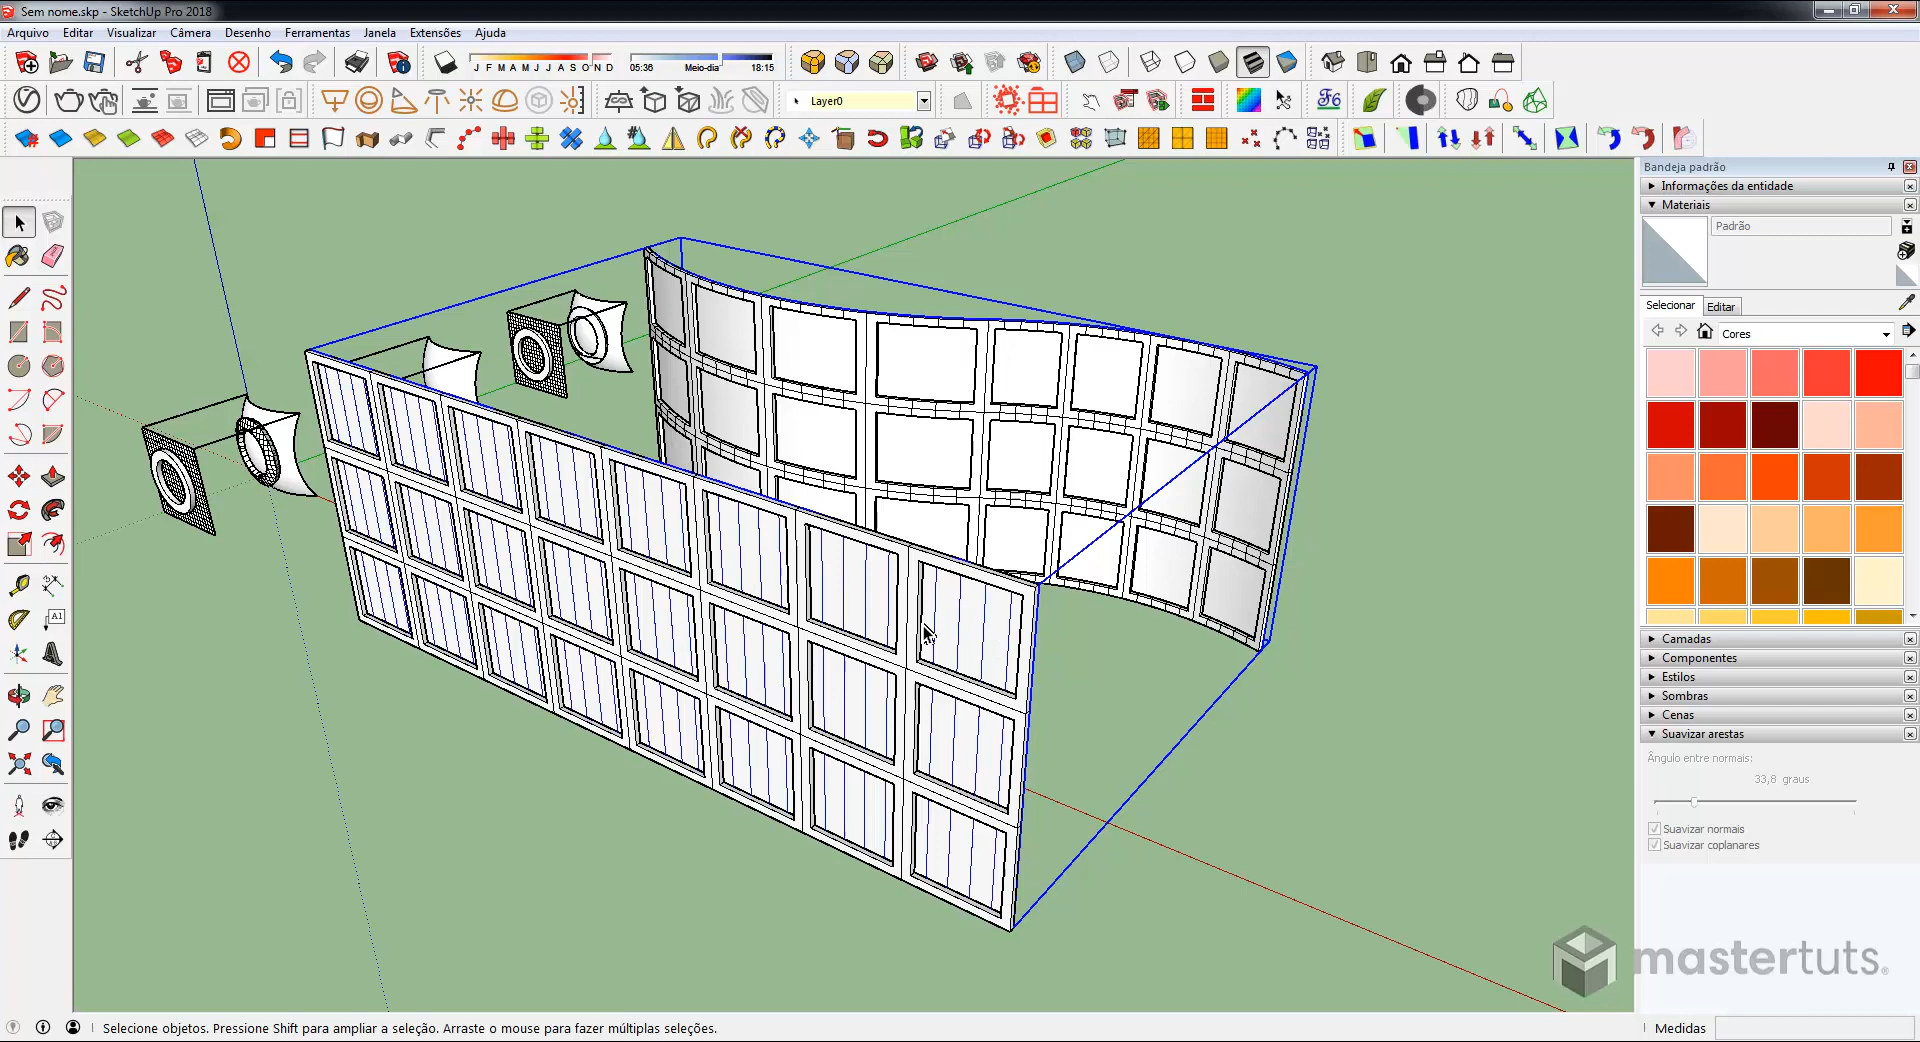 Sem nome.skp - SketchUp Pro 2018
Arquivo Editar Visualizar Câmera Desenho Ferramentas Janela Extensões Ajuda
J F M A M J J A S O N D
05:36 Meio-dia 18:15
Layer0
Bandeja padrão
Informações da entidade
Materiais
Padrão
Selecionar Editar
Cores
A1
Camadas
Componentes
Estilos
Sombras
Cenas
Suavizar arestas
Ângulo entre normais:
33,8 graus
Suavizar normais
Suavizar coplanares
mastertuts®
Selecione objetos. Pressione Shift para ampliar a seleção. Arraste o mouse para fazer múltiplas seleções.
Medidas